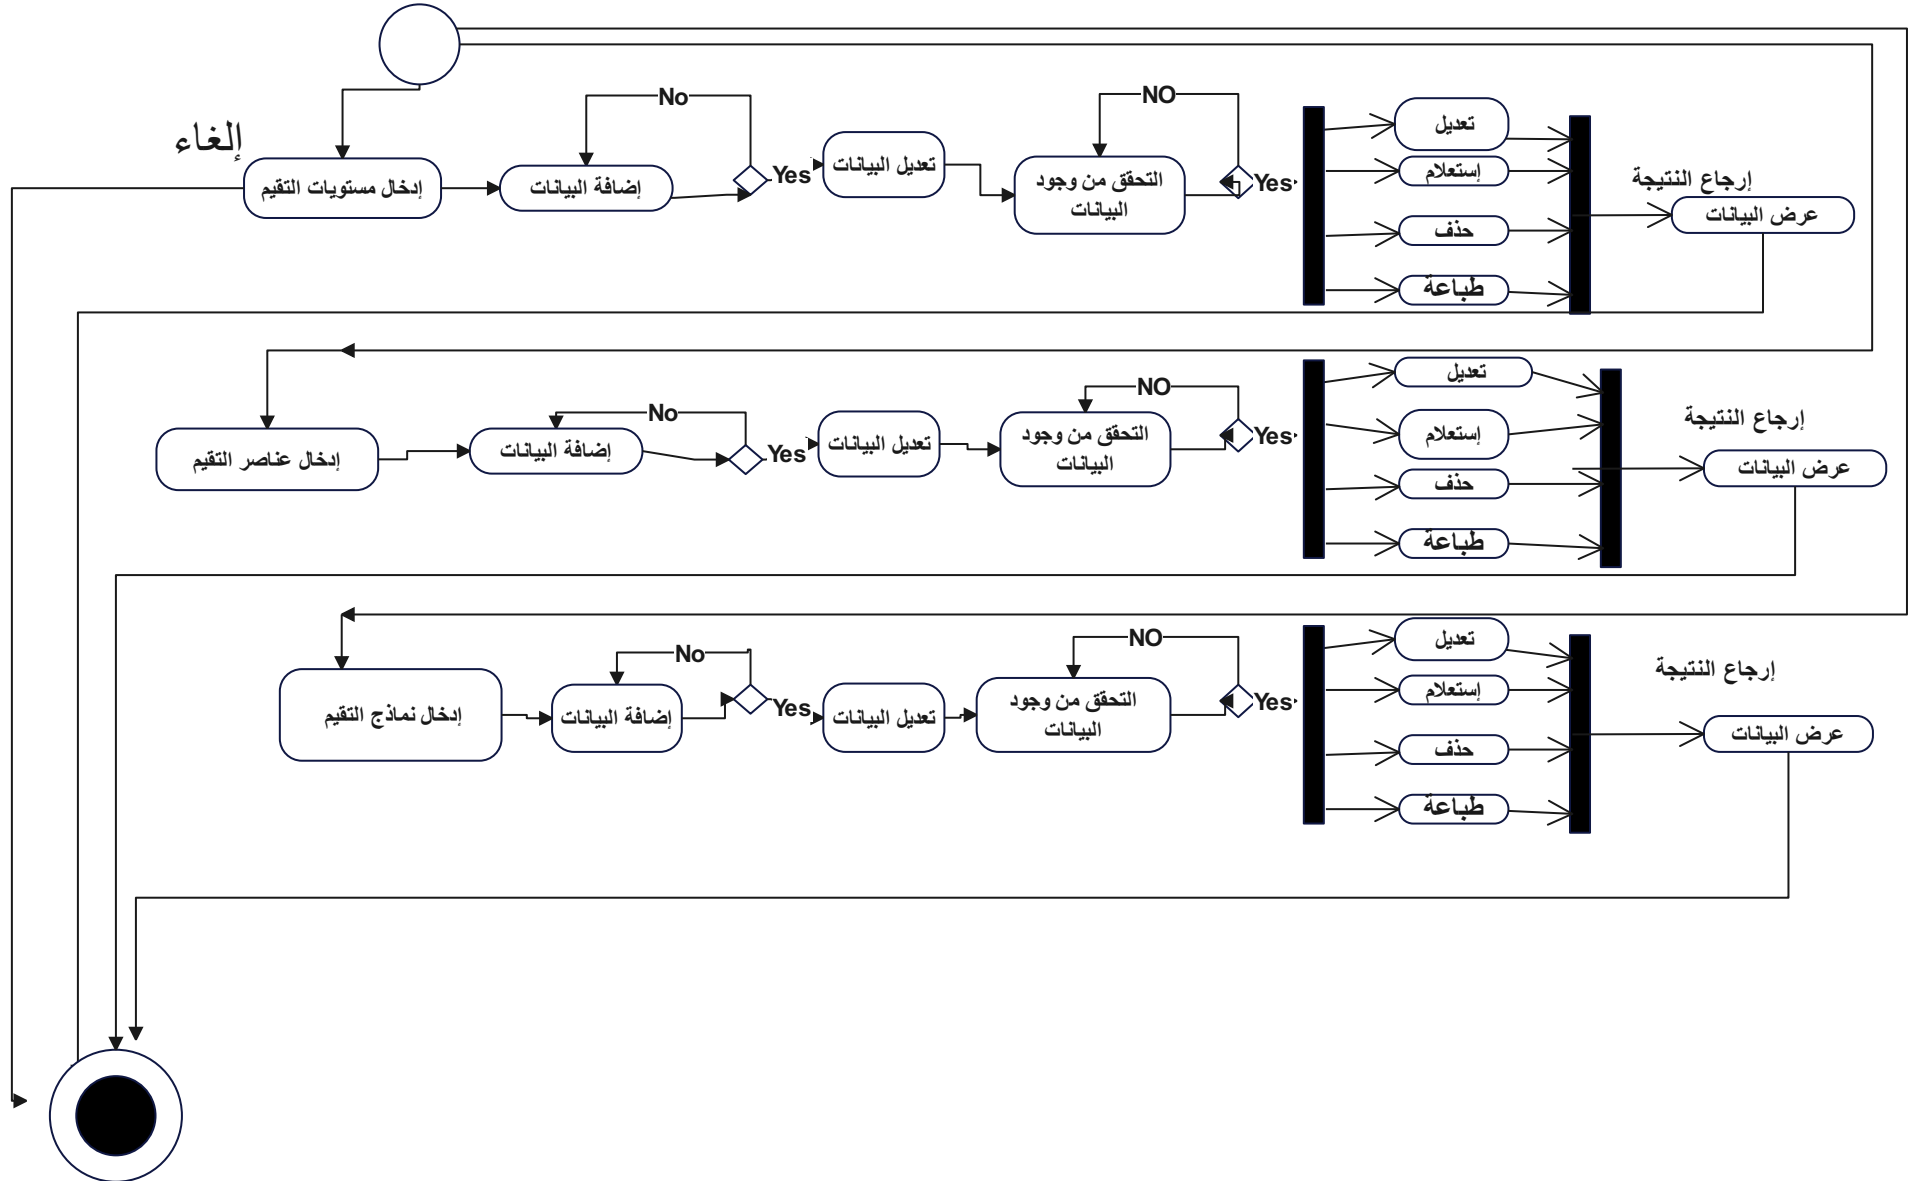 إلغاء
إدخال مستويات التقيم
إضافة البيانات
No
Yes
تعديل البيانات
التحقق من وجود
البيانات
NO
Yes
تعديل
إستعلام
حذف
طباعة
إرجاع النتيجة
عرض البيانات
إدخال عناصر التقيم
إضافة البيانات
No
Yes
تعديل البيانات
التحقق من وجود
البيانات
NO
Yes
تعديل
إستعلام
حذف
طباعة
إرجاع النتيجة
عرض البيانات
إدخال نماذج التقيم
إضافة البيانات
No
Yes
تعديل البيانات
التحقق من وجود
البيانات
NO
Yes
تعديل
إستعلام
حذف
طباعة
إرجاع النتيجة
عرض البيانات